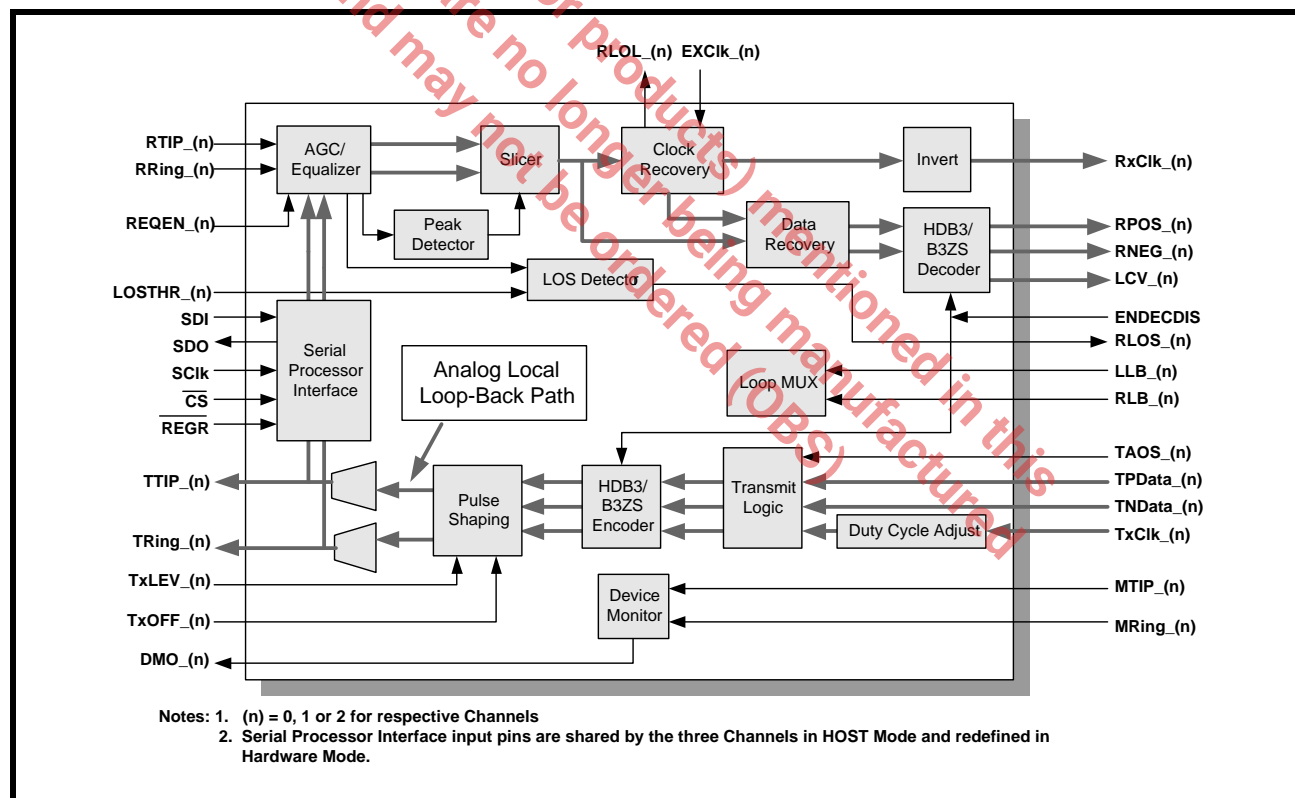 or products) mentioned in this
are no longer being manufactured
nd may not be ordered (OBS)
RLOL_(n) EXClk_(n)
RTIP_(n)
RRing_(n)
REQEN_(n)
LOSTHR_(n)
SDI
SDO
SClk
CS
REGR
TTIP_(n)
TRing_(n)
TxLEV_(n)
TxOFF_(n)
DMO_(n)
AGC/
Equalizer
Slicer
Clock
Recovery
Invert
Peak
Detector
Data
Recovery
HDB3/
B3ZS
Decoder
LOS Detector
Serial
Processor
Interface
Analog Local
Loop-Back Path
Loop MUX
Pulse
Shaping
HDB3/
B3ZS
Encoder
Transmit
Logic
Duty Cycle Adjust
Device
Monitor
RxClk_(n)
RPOS_(n)
RNEG_(n)
LCV_(n)
ENDECDIS
RLOS_(n)
LLB_(n)
RLB_(n)
TAOS_(n)
TPData_(n)
TNData_(n)
TxClk_(n)
MTIP_(n)
MRing_(n)
Notes: 1. (n) = 0, 1 or 2 for respective Channels
2. Serial Processor Interface input pins are shared by the three Channels in HOST Mode and redefined in
Hardware Mode.